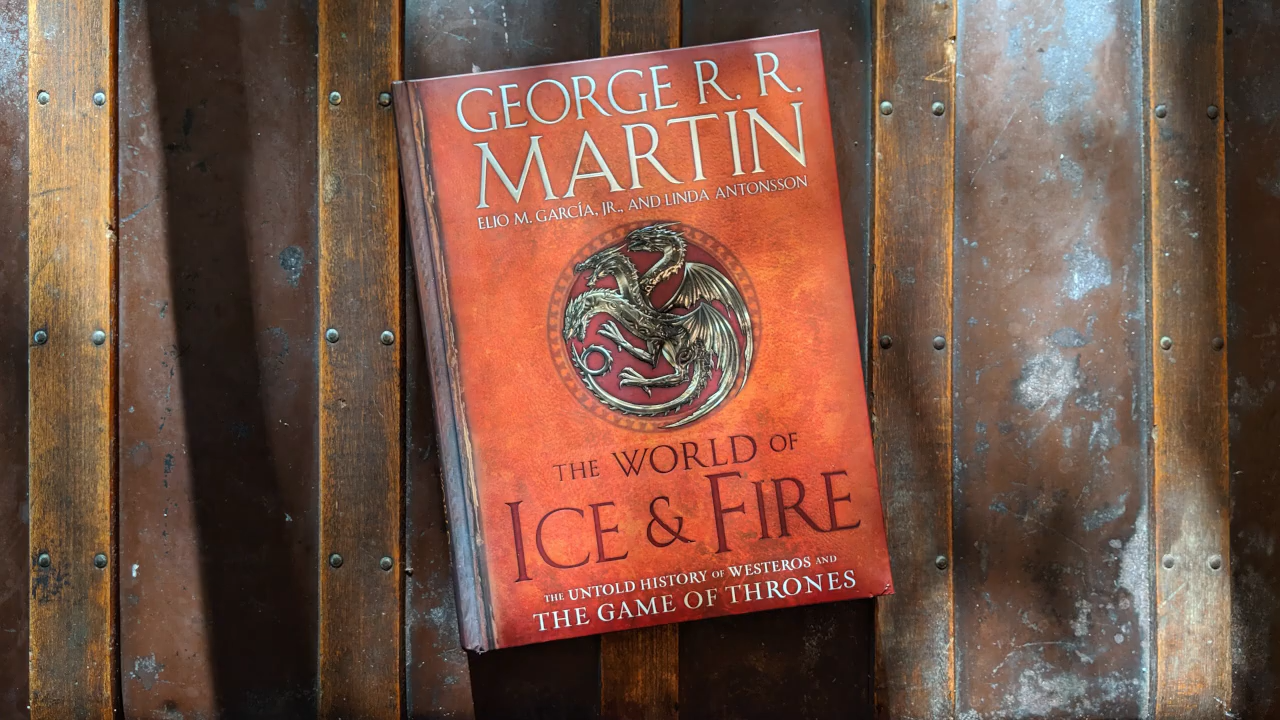 GEORGE R. R.
MARTIN
ELIO M. GARCÍA, JR., AND LINDA ANTONSSON
THE WORLD OF
ICE & FIRE
THE UNTOLD HISTORY OF WESTEROS AND
THE GAME OF THRONES